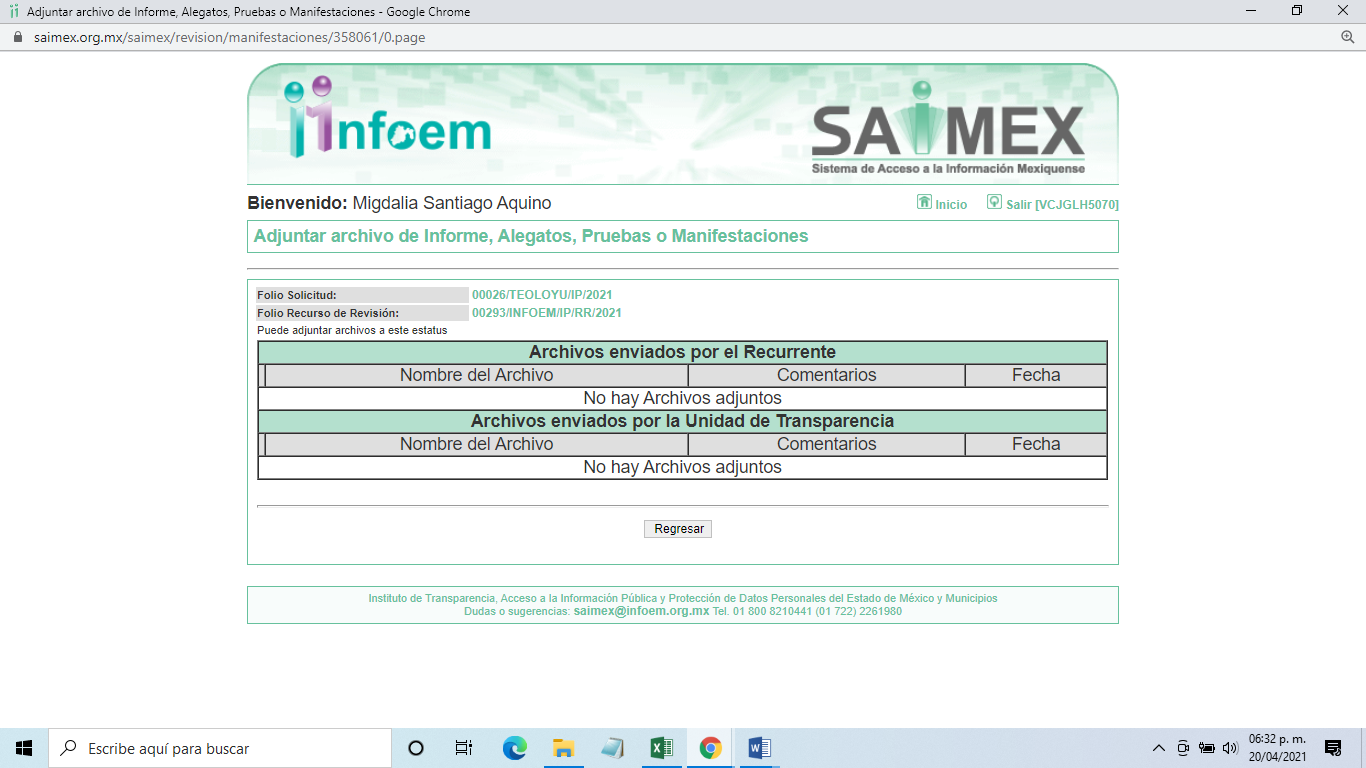 Adjuntar archivo de Informe, Alegatos, Pruebas o Manifestaciones - Google Chrome
saimex.org.mx/saimex/revision/manifestaciones/358061/0.page
infoem
SAIMEX
Sistema de Acceso a la Información Mexiquense
Bienvenido: Migdalia Santiago Aquino
Inicio Salir [VCJGLH5070]
Adjuntar archivo de Informe, Alegatos, Pruebas o Manifestaciones
Folio Solicitud: 00026/TEOLOYU/IP/2021
Folio Recurso de Revisión: 00293/INFOEM/IP/RR/2021
Puede adjuntar archivos a este estatus
Archivos enviados por el Recurrente
Nombre del Archivo Comentarios Fecha
No hay Archivos adjuntos
Archivos enviados por la Unidad de Transparencia
Nombre del Archivo Comentarios Fecha
No hay Archivos adjuntos
Regresar
Instituto de Transparencia, Acceso a la Información Pública y Protección de Datos Personales del Estado de México y Municipios
Dudas o sugerencias: saimex@infoem.org.mx Tel. 01 800 8210441 (01 722) 2261980
Escribe aquí para buscar
06:32 p. m.
20/04/2021